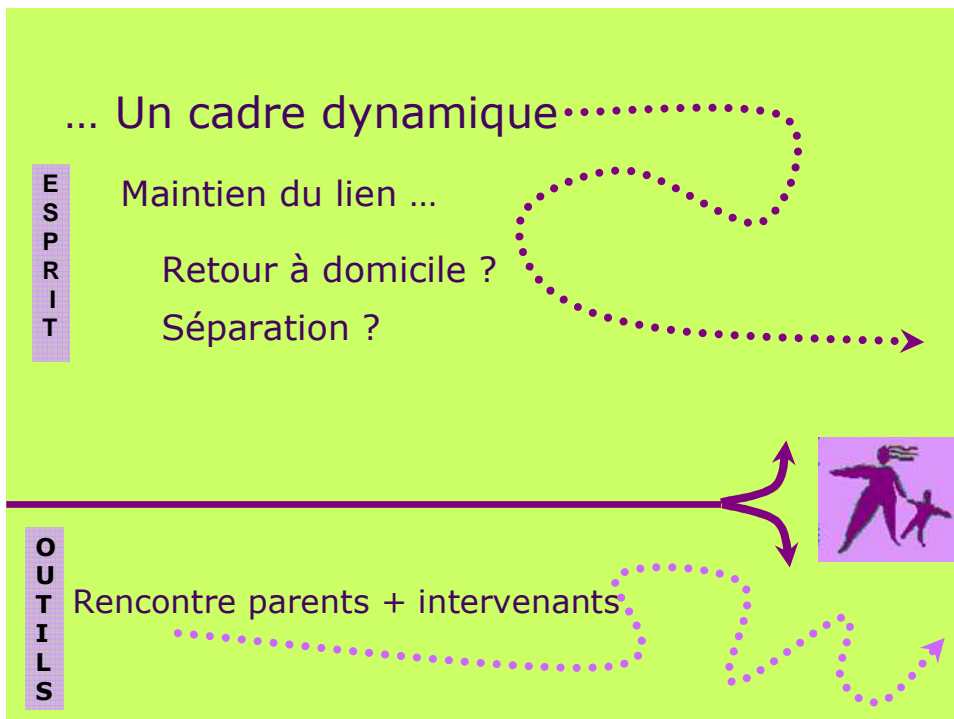 … Un cadre dynamique
ESPRIT
Maintien du lien …
Retour à domicile ?
Séparation ?
OUTILS
Rencontre parents + intervenants